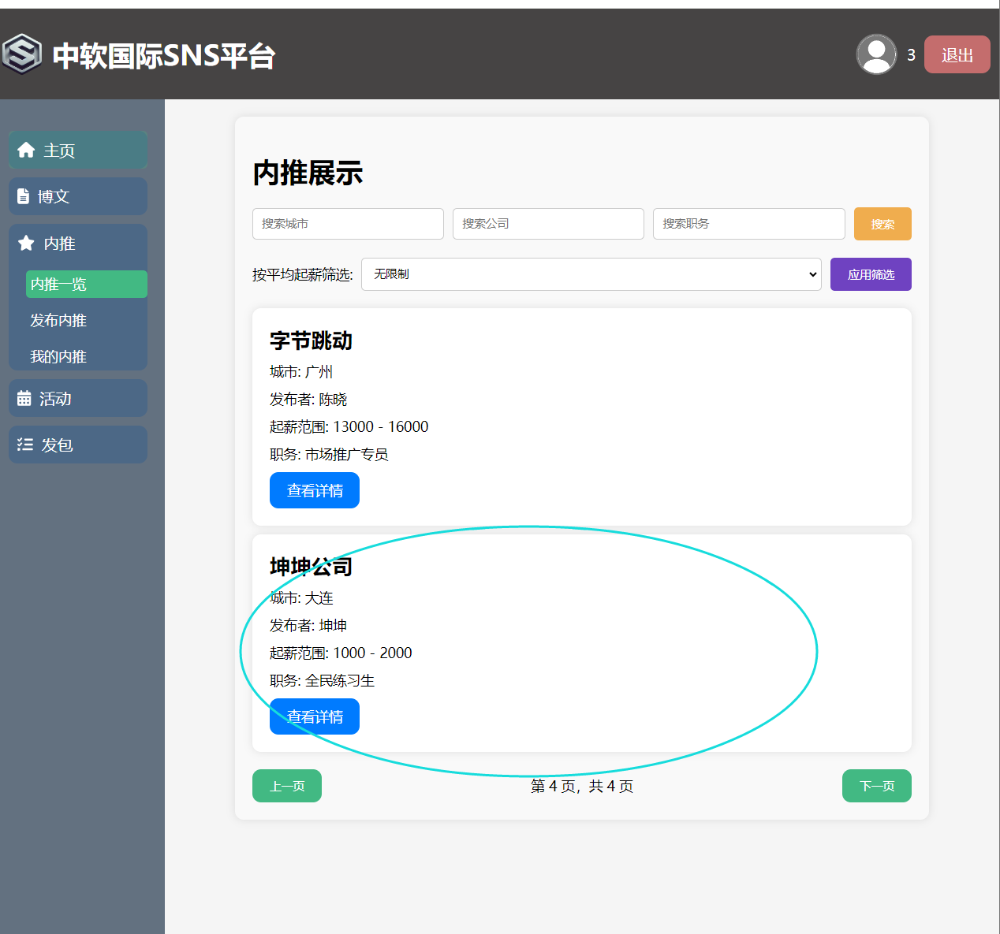 中软国际SNS平台
3
退出
主页
博文
内推
内推一览
发布内推
我的内推
活动
发包
内推展示
搜索城市
搜索公司
搜索职务
搜索
按平均起薪筛选:
无限制
应用筛选
字节跳动
城市: 广州
发布者: 陈晓
起薪范围: 13000 - 16000
职务: 市场推广专员
查看详情
坤坤公司
城市: 大连
发布者: 坤坤
起薪范围: 1000 - 2000
职务: 全民练习生
查看详情
上一页
第 4 页，共 4 页
下一页